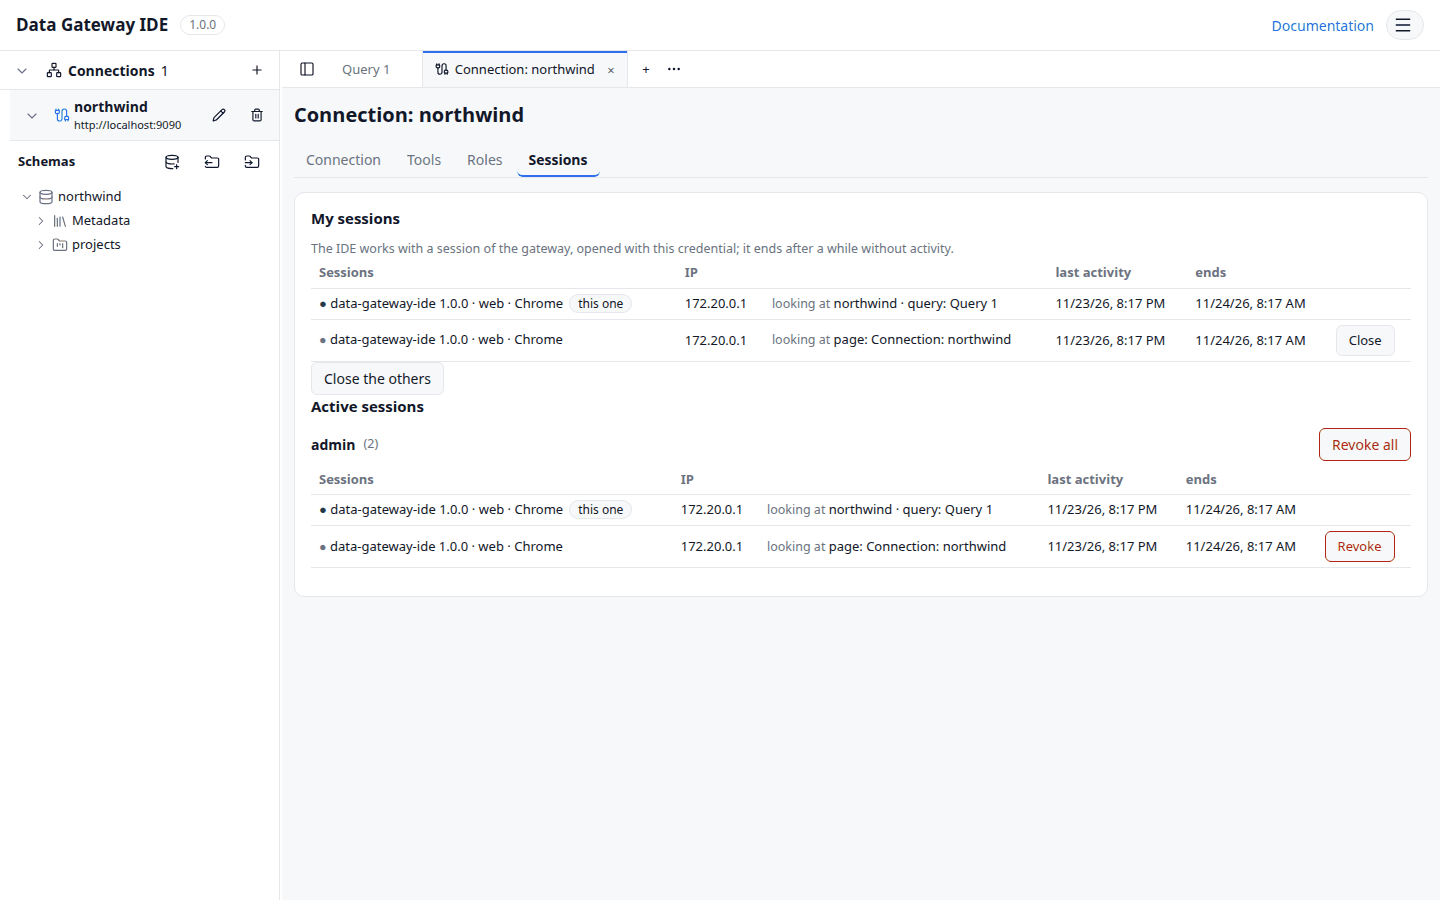 Data Gateway IDE 1.0.0 Documentation
Connections 1
Query 1 Connection: northwind × + ···
northwind
http://localhost:9090
Schemas
northwind
Metadata
projects
Connection: northwind
Connection Tools Roles Sessions
My sessions
The IDE works with a session of the gateway, opened with this credential; it ends after a while without activity.
Sessions IP last activity ends
● data-gateway-ide 1.0.0 · web · Chrome this one 172.20.0.1 looking at northwind · query: Query 1 11/23/26, 8:17 PM 11/24/26, 8:17 AM
● data-gateway-ide 1.0.0 · web · Chrome 172.20.0.1 looking at page: Connection: northwind 11/23/26, 8:17 PM 11/24/26, 8:17 AM Close
Close the others
Active sessions
admin (2) Revoke all
Sessions IP last activity ends
● data-gateway-ide 1.0.0 · web · Chrome this one 172.20.0.1 looking at northwind · query: Query 1 11/23/26, 8:17 PM 11/24/26, 8:17 AM
● data-gateway-ide 1.0.0 · web · Chrome 172.20.0.1 looking at page: Connection: northwind 11/23/26, 8:17 PM 11/24/26, 8:17 AM Revoke